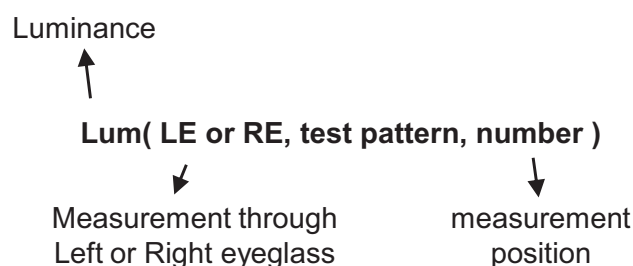 Luminance
Lum( LE or RE, test pattern, number )
Measurement through
Left or Right eyeglass
measurement
position